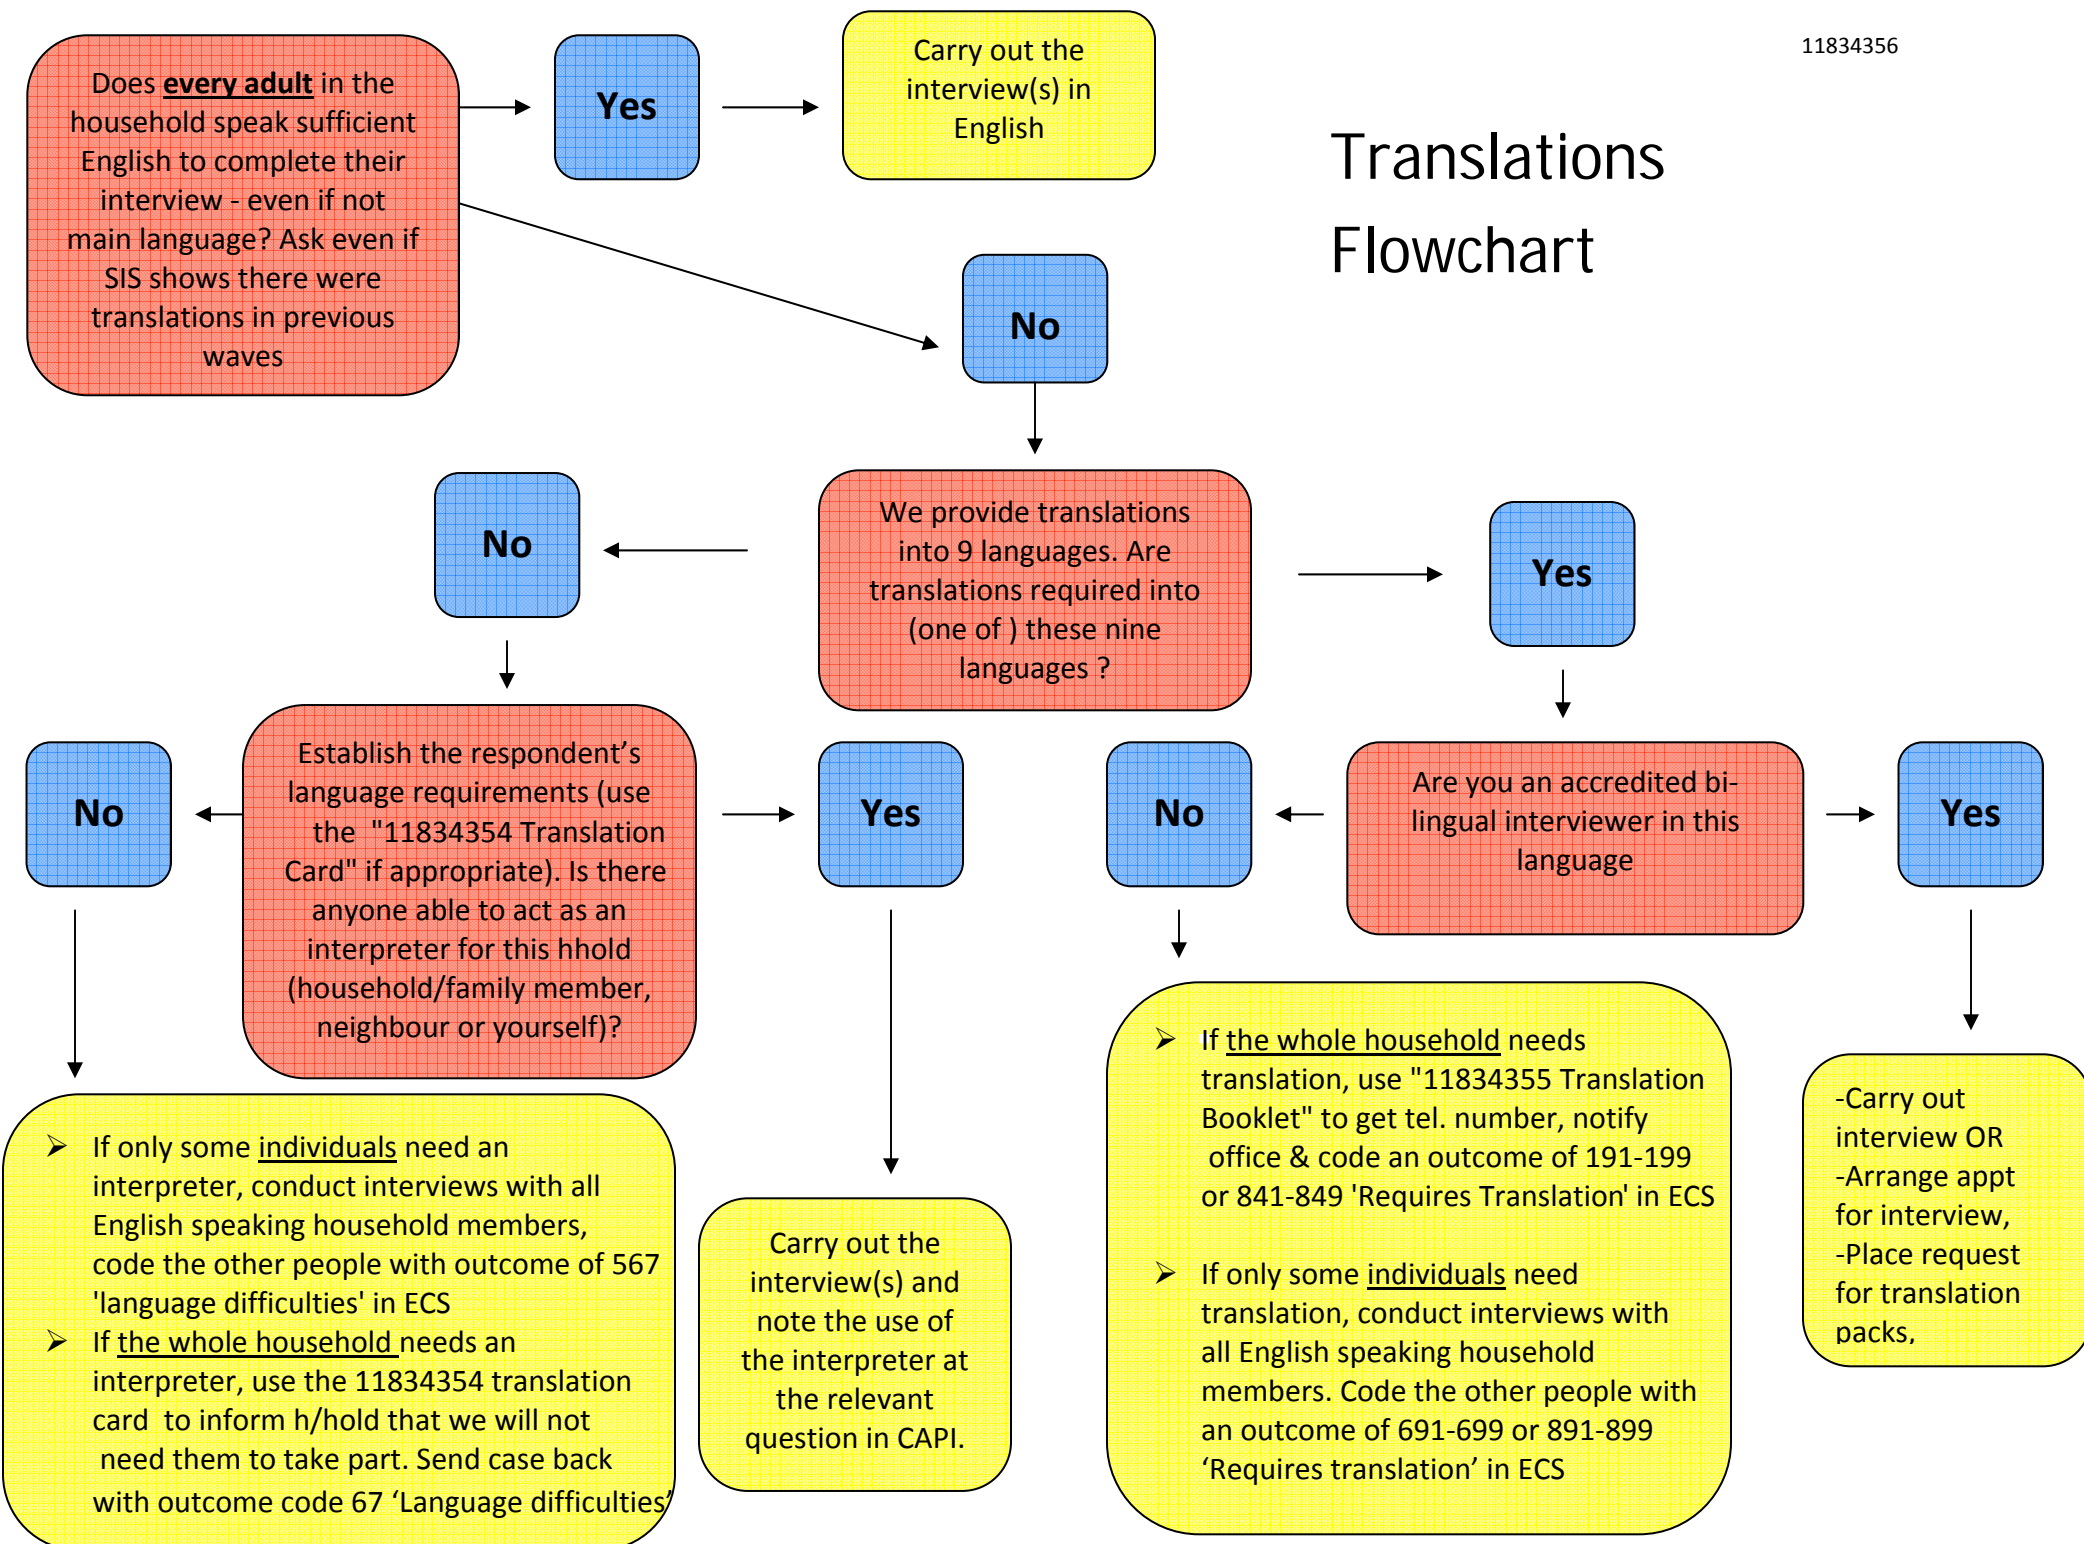 11834356
Translations
Flowchart
Does every adult in the
household speak sufficient
English to complete their
interview - even if not
main language? Ask even if
SIS shows there were
translations in previous
waves
Yes
Carry out the
interview(s) in
English
No
We provide translations
into 9 languages. Are
translations required into
(one of ) these nine
languages ?
No
Yes
Establish the respondent’s
language requirements (use
the "11834354 Translation
Card" if appropriate). Is there
anyone able to act as an
interpreter for this hhold
(household/family member,
neighbour or yourself)?
No
Yes
Are you an accredited bi-
lingual interviewer in this
language
No
Yes
➢ If only some individuals need an
interpreter, conduct interviews with all
English speaking household members,
code the other people with outcome of 567
'language difficulties' in ECS
➢ If the whole household needs an
interpreter, use the 11834354 translation
card to inform h/hold that we will not
need them to take part. Send case back
with outcome code 67 ‘Language difficulties’
Carry out the
interview(s) and
note the use of
the interpreter at
the relevant
question in CAPI.
➢ If the whole household needs
translation, use "11834355 Translation
Booklet" to get tel. number, notify
office & code an outcome of 191-199
or 841-849 'Requires Translation' in ECS
➢ If only some individuals need
translation, conduct interviews with
all English speaking household
members. Code the other people with
an outcome of 691-699 or 891-899
‘Requires translation’ in ECS
-Carry out
interview OR
-Arrange appt
for interview,
-Place request
for translation
packs,